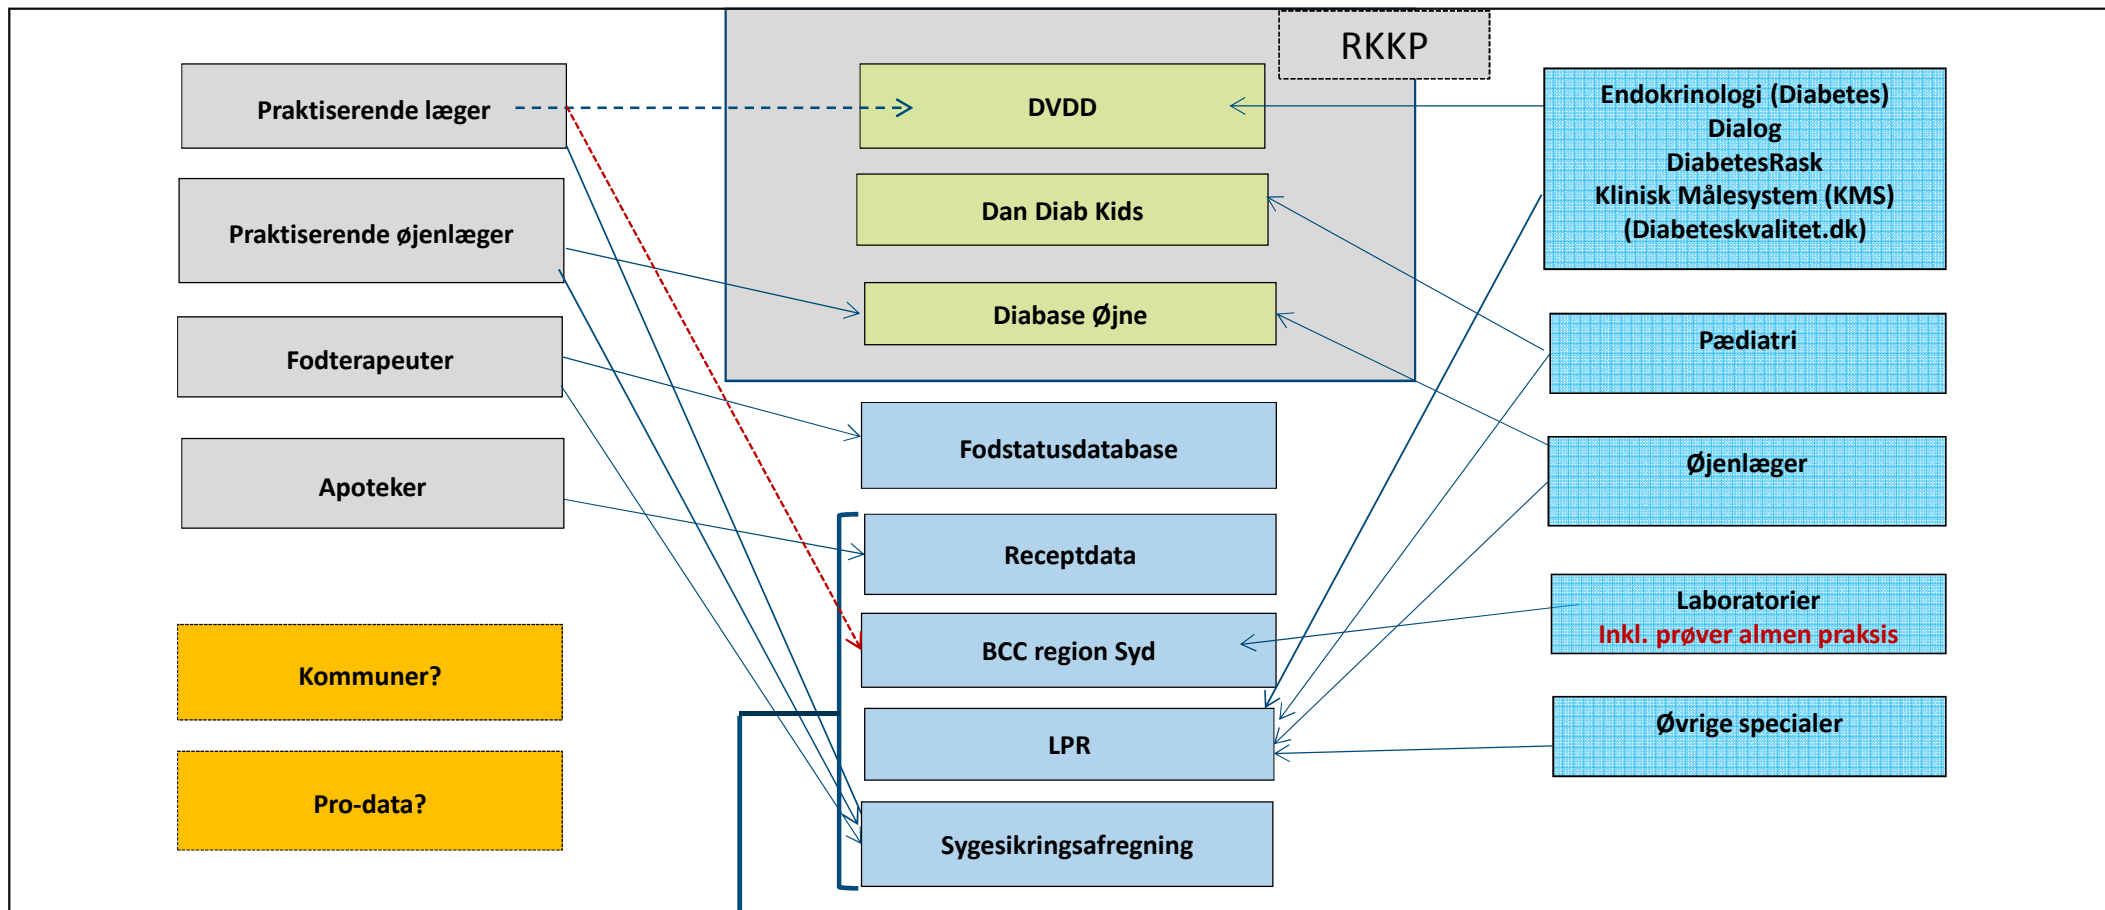 RKKP
Praktiserende læger
Praktiserende øjenlæger
Fodterapeuter
Apoteker
Kommuner?
Pro-data?
DVDD
Dan Diab Kids
Diabase Øjne
Fodstatusdatabase
Receptdata
BCC region Syd
LPR
Sygesikringsafregning
Endokrinologi (Diabetes)
Dialog
DiabetesRask
Klinisk Målesystem (KMS)
(Diabeteskvalitet.dk)
Pædiatri
Øjenlæger
Laboratorier
Inkl. prøver almen praksis
Øvrige specialer